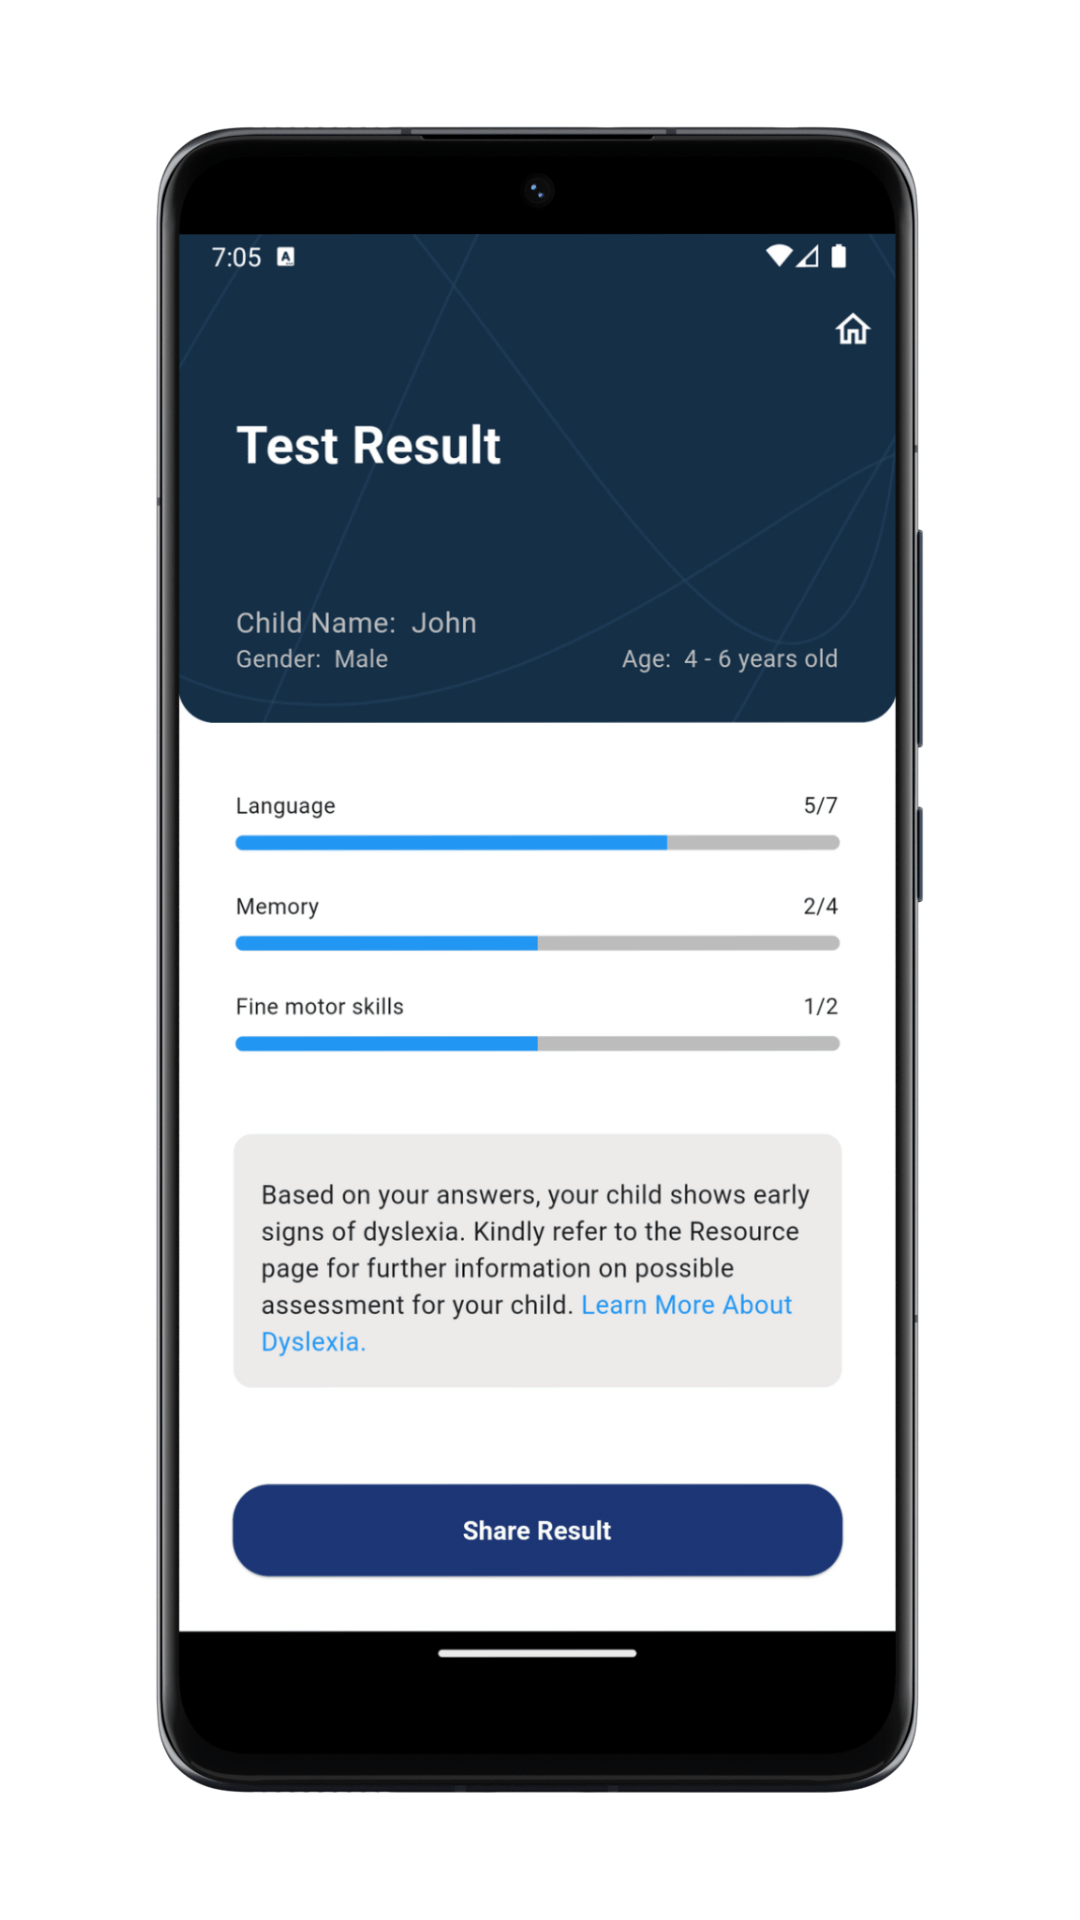 7:05 A
Test Result
Child Name: John
Gender: Male Age: 4 - 6 years old
Language 5/7
Memory 2/4
Fine motor skills 1/2
Based on your answers, your child shows early
signs of dyslexia. Kindly refer to the Resource
page for further information on possible
assessment for your child. Learn More About
Dyslexia.
Share Result